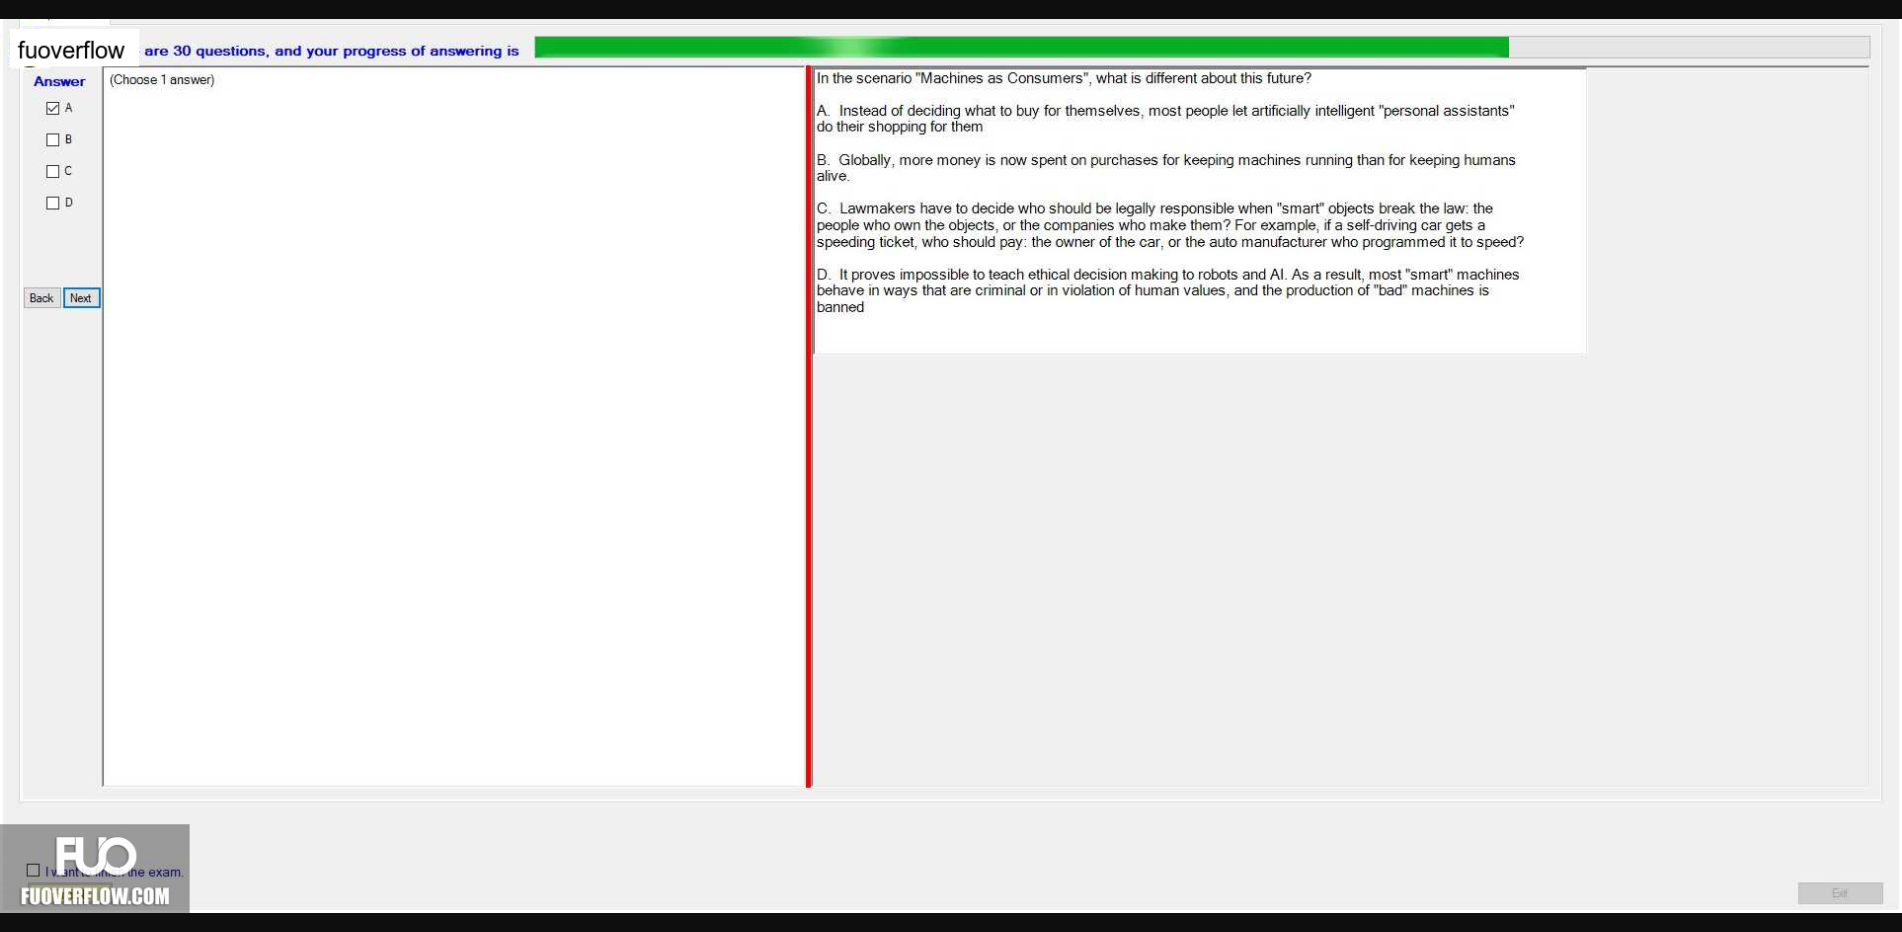 fuoverflow are 30 questions, and your progress of answering is
Answer
(Choose 1 answer)
A
B
C
D
Back Next
In the scenario "Machines as Consumers", what is different about this future?
A. Instead of deciding what to buy for themselves, most people let artificially intelligent "personal assistants"
do their shopping for them
B. Globally, more money is now spent on purchases for keeping machines running than for keeping humans
alive.
C. Lawmakers have to decide who should be legally responsible when "smart" objects break the law: the
people who own the objects, or the companies who make them? For example, if a self-driving car gets a
speeding ticket, who should pay: the owner of the car, or the auto manufacturer who programmed it to speed?
D. It proves impossible to teach ethical decision making to robots and AI. As a result, most "smart" machines
behave in ways that are criminal or in violation of human values, and the production of "bad" machines is
banned
FUO
I want to finish the exam.
FUOVERFLOW.COM
Exit